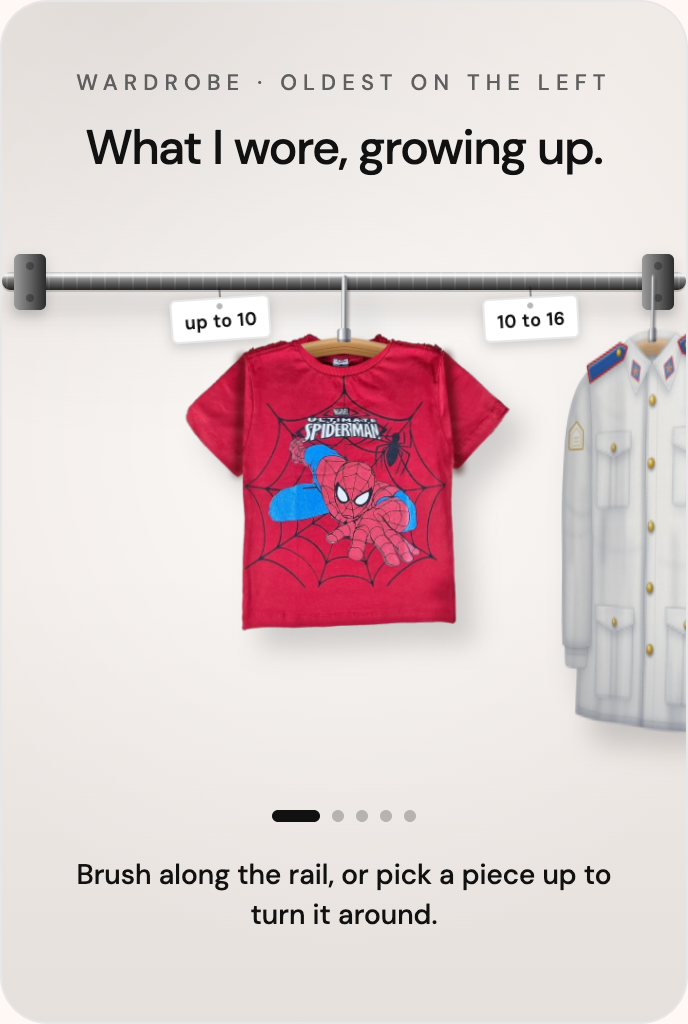 WARDROBE · OLDEST ON THE LEFT
What I wore, growing up.
up to 10
10 to 16
ULTIMATE
SPIDER-MAN
Brush along the rail, or pick a piece up to
turn it around.